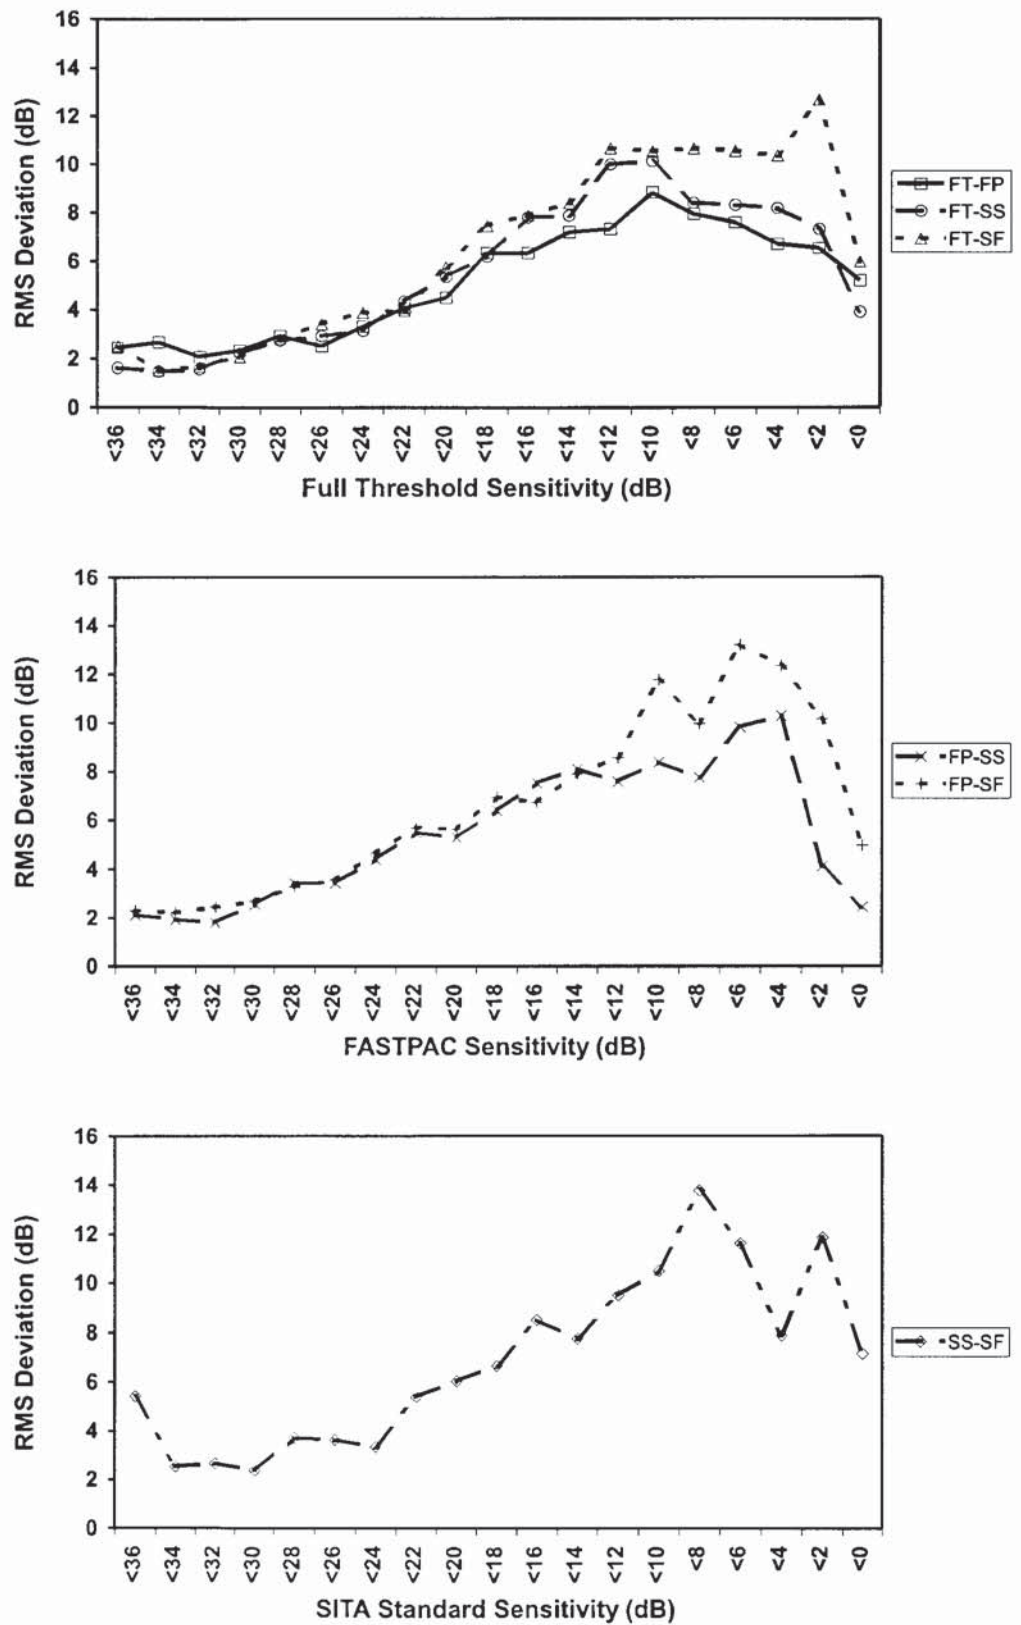 16
14
12
10
8
6
4
2
0
RMS Deviation (dB)
<36 <34 <32 <30 <28 <26 <24 <22 <20 <18 <16 <14 <12 <10 <8 <6 <4 <2 <0
Full Threshold Sensitivity (dB)
FT-FP
FT-SS
FT-SF
16
14
12
10
8
6
4
2
0
RMS Deviation (dB)
<36 <34 <32 <30 <28 <26 <24 <22 <20 <18 <16 <14 <12 <10 <8 <6 <4 <2 <0
FASTPAC Sensitivity (dB)
FP-SS
FP-SF
16
14
12
10
8
6
4
2
0
RMS Deviation (dB)
<36 <34 <32 <30 <28 <26 <24 <22 <20 <18 <16 <14 <12 <10 <8 <6 <4 <2 <0
SITA Standard Sensitivity (dB)
SS-SF